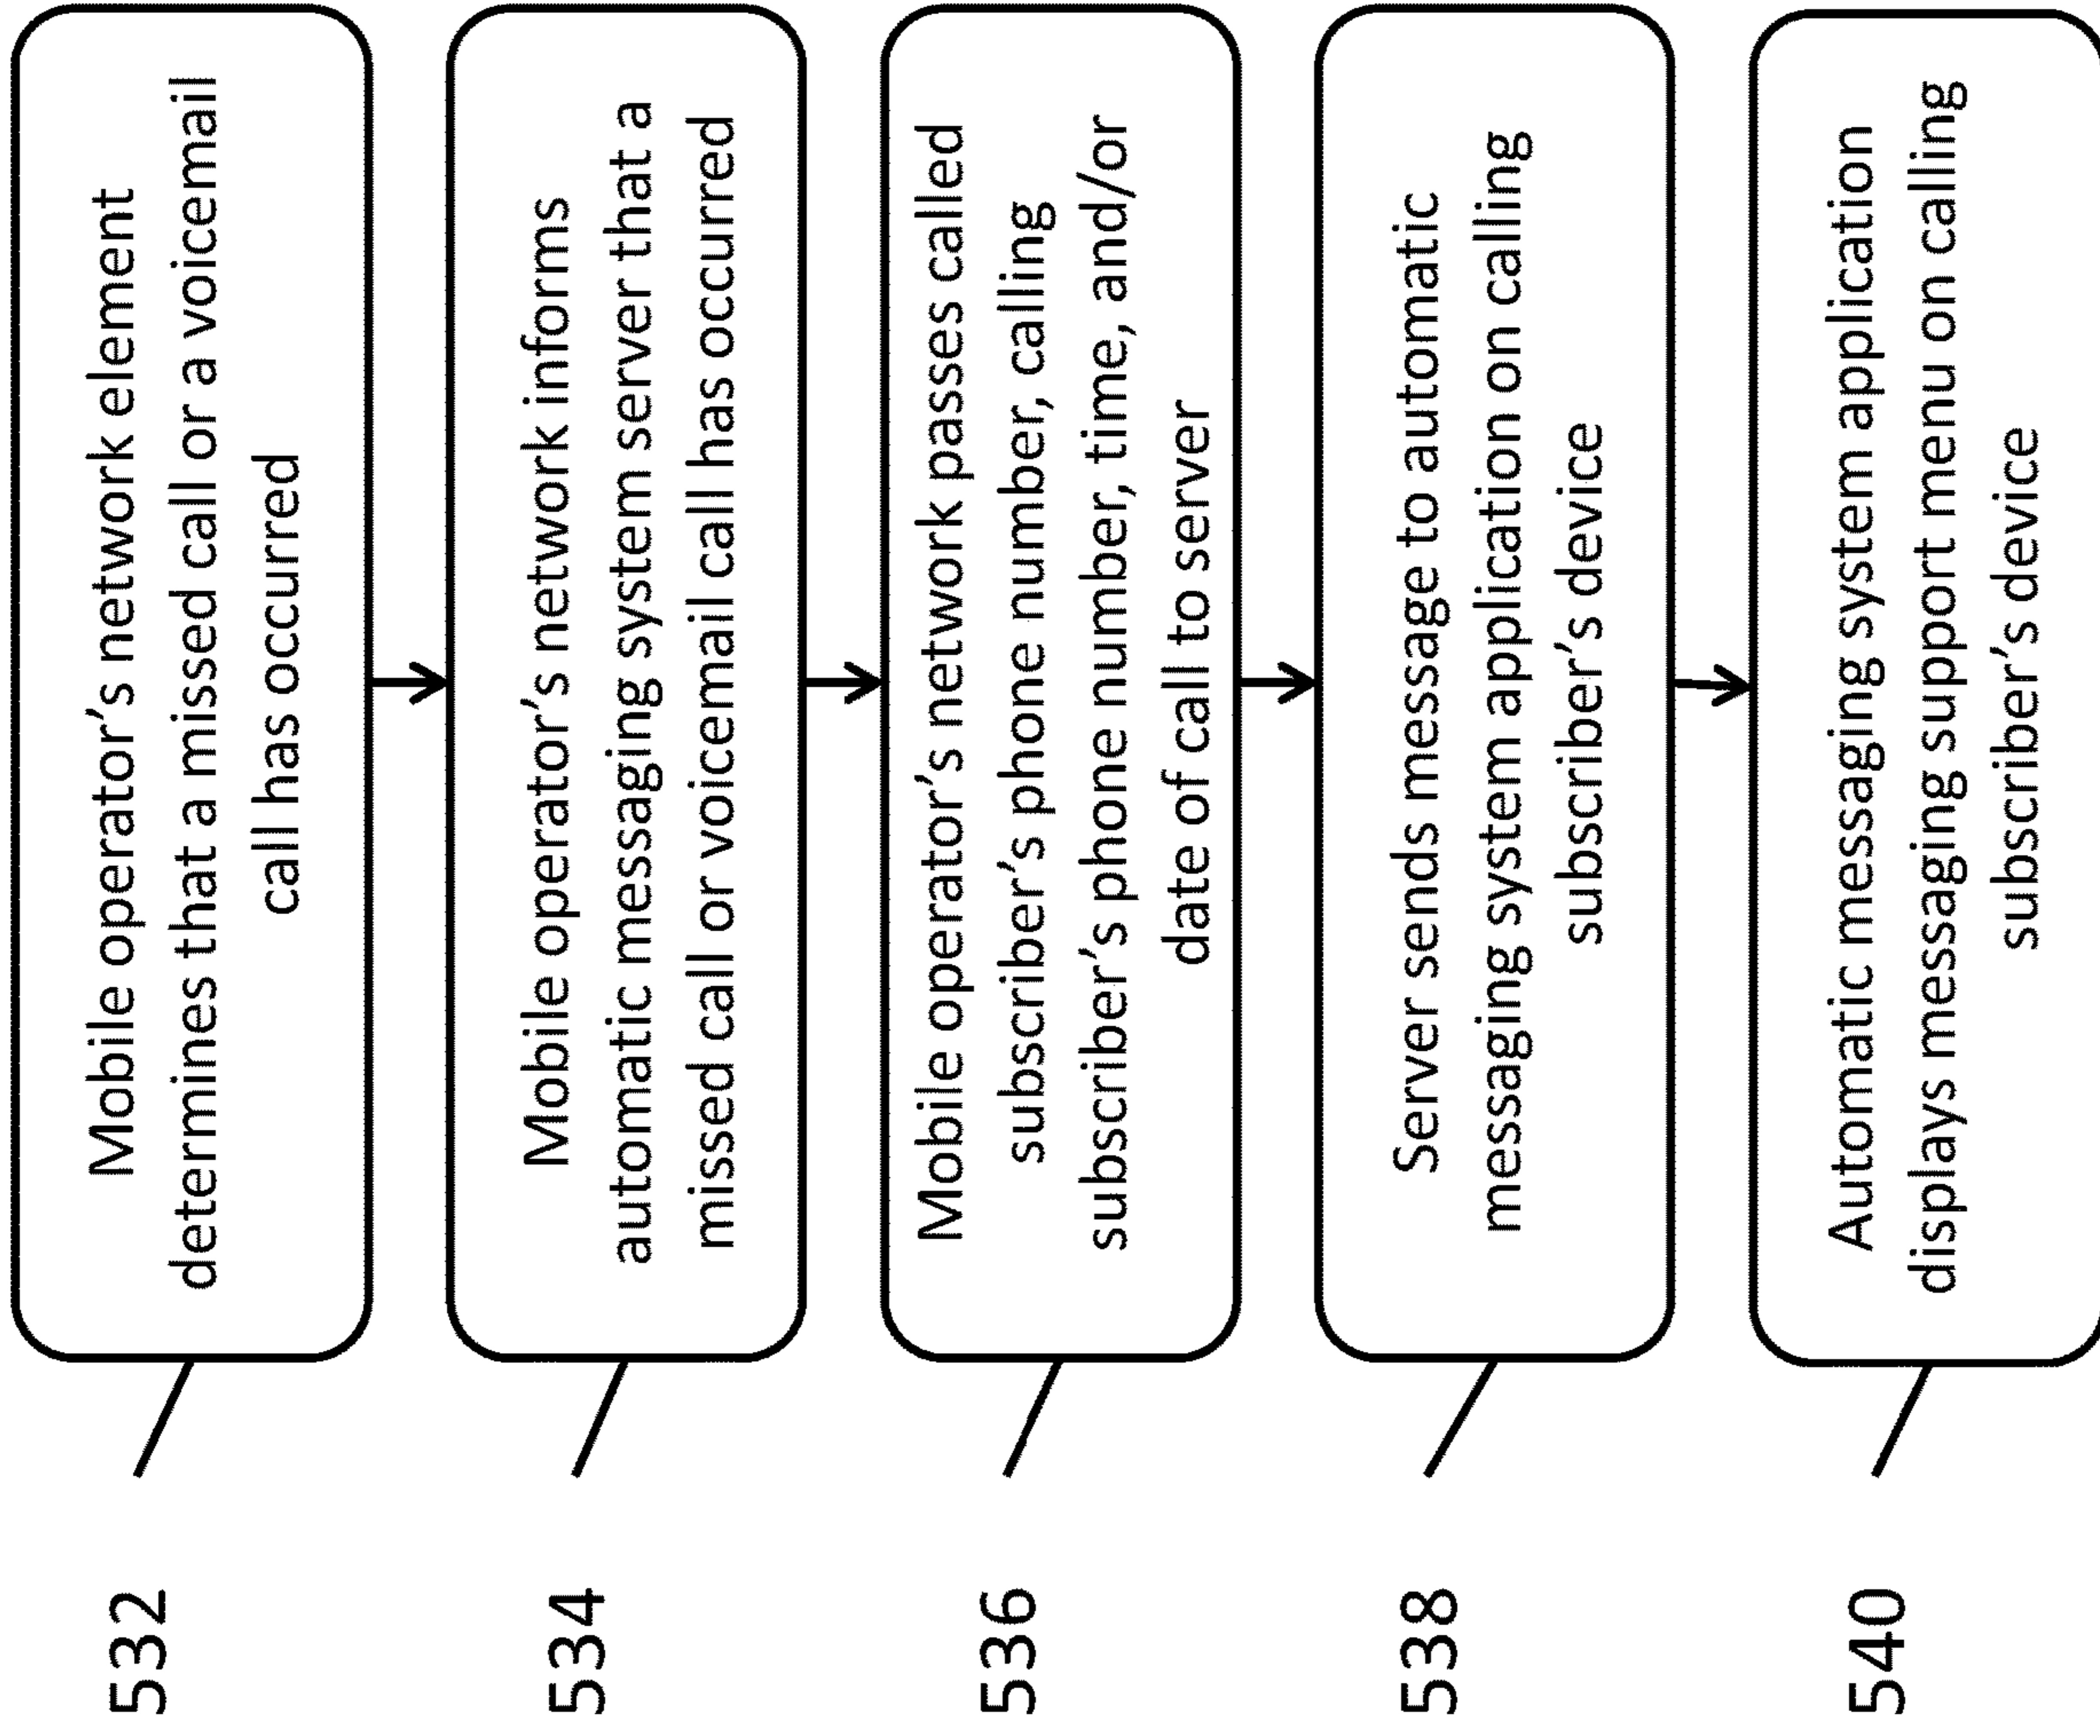 532
Mobile operator’s network element
determines that a missed call or a voicemail
call has occurred
534
Mobile operator’s network informs
automatic messaging system server that a
missed call or voicemail call has occurred
536
Mobile operator’s network passes called
subscriber’s phone number, calling
subscriber’s phone number, time, and/or
date of call to server
538
Server sends message to automatic
messaging system application on calling
subscriber’s device
540
Automatic messaging system application
displays messaging support menu on calling
subscriber’s device